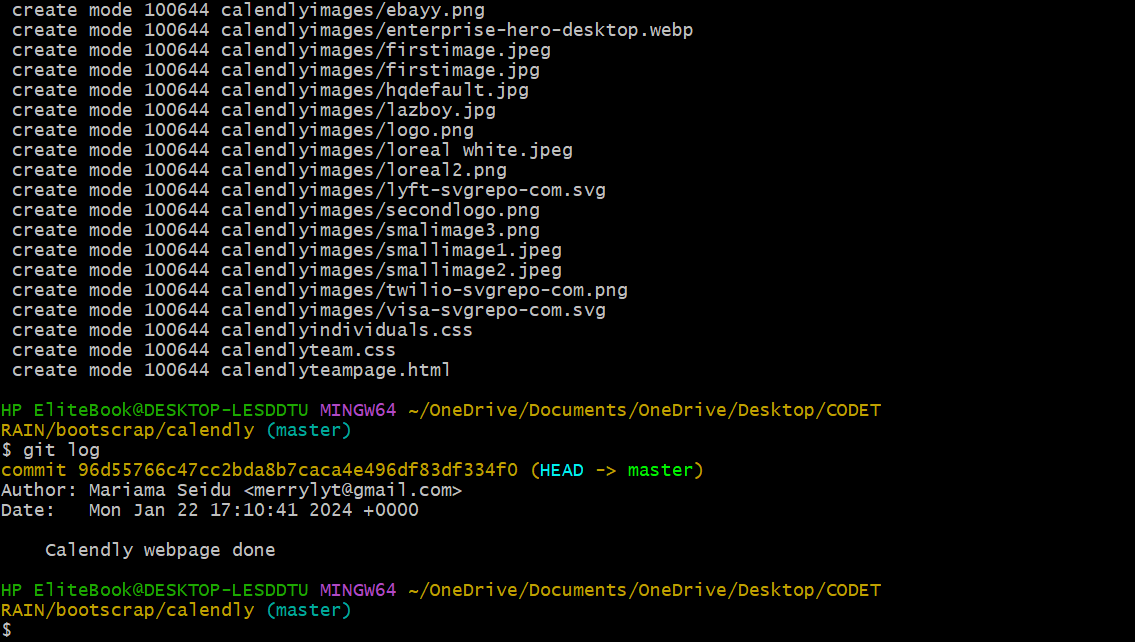 create mode 100644 calendlyimages/ebayy.png
create mode 100644 calendlyimages/enterprise-hero-desktop.webp
create mode 100644 calendlyimages/firstimage.jpeg
create mode 100644 calendlyimages/firstimage.jpg
create mode 100644 calendlyimages/hqdefault.jpg
create mode 100644 calendlyimages/lazboy.jpg
create mode 100644 calendlyimages/logo.png
create mode 100644 calendlyimages/loreal white.jpeg
create mode 100644 calendlyimages/loreal2.png
create mode 100644 calendlyimages/lyft-svgrepo-com.svg
create mode 100644 calendlyimages/secondlogo.png
create mode 100644 calendlyimages/smalimage3.png
create mode 100644 calendlyimages/smallimage1.jpeg
create mode 100644 calendlyimages/smallimage2.jpeg
create mode 100644 calendlyimages/twilio-svgrepo-com.png
create mode 100644 calendlyimages/visa-svgrepo-com.svg
create mode 100644 calendlyindividuals.css
create mode 100644 calendlyteam.css
create mode 100644 calendlyteampage.html
HP EliteBook@DESKTOP-LESDDTU MINGW64 ~/OneDrive/Documents/OneDrive/Desktop/CODET
RAIN/bootscrap/calendly (master)
$ git log
commit 96d55766c47cc2bda8b7caca4e496df83df334f0 (HEAD -> master)
Author: Mariama Seidu <merrylyt@gmail.com>
Date:   Mon Jan 22 17:10:41 2024 +0000
Calendly webpage done
HP EliteBook@DESKTOP-LESDDTU MINGW64 ~/OneDrive/Documents/OneDrive/Desktop/CODET
RAIN/bootscrap/calendly (master)
$